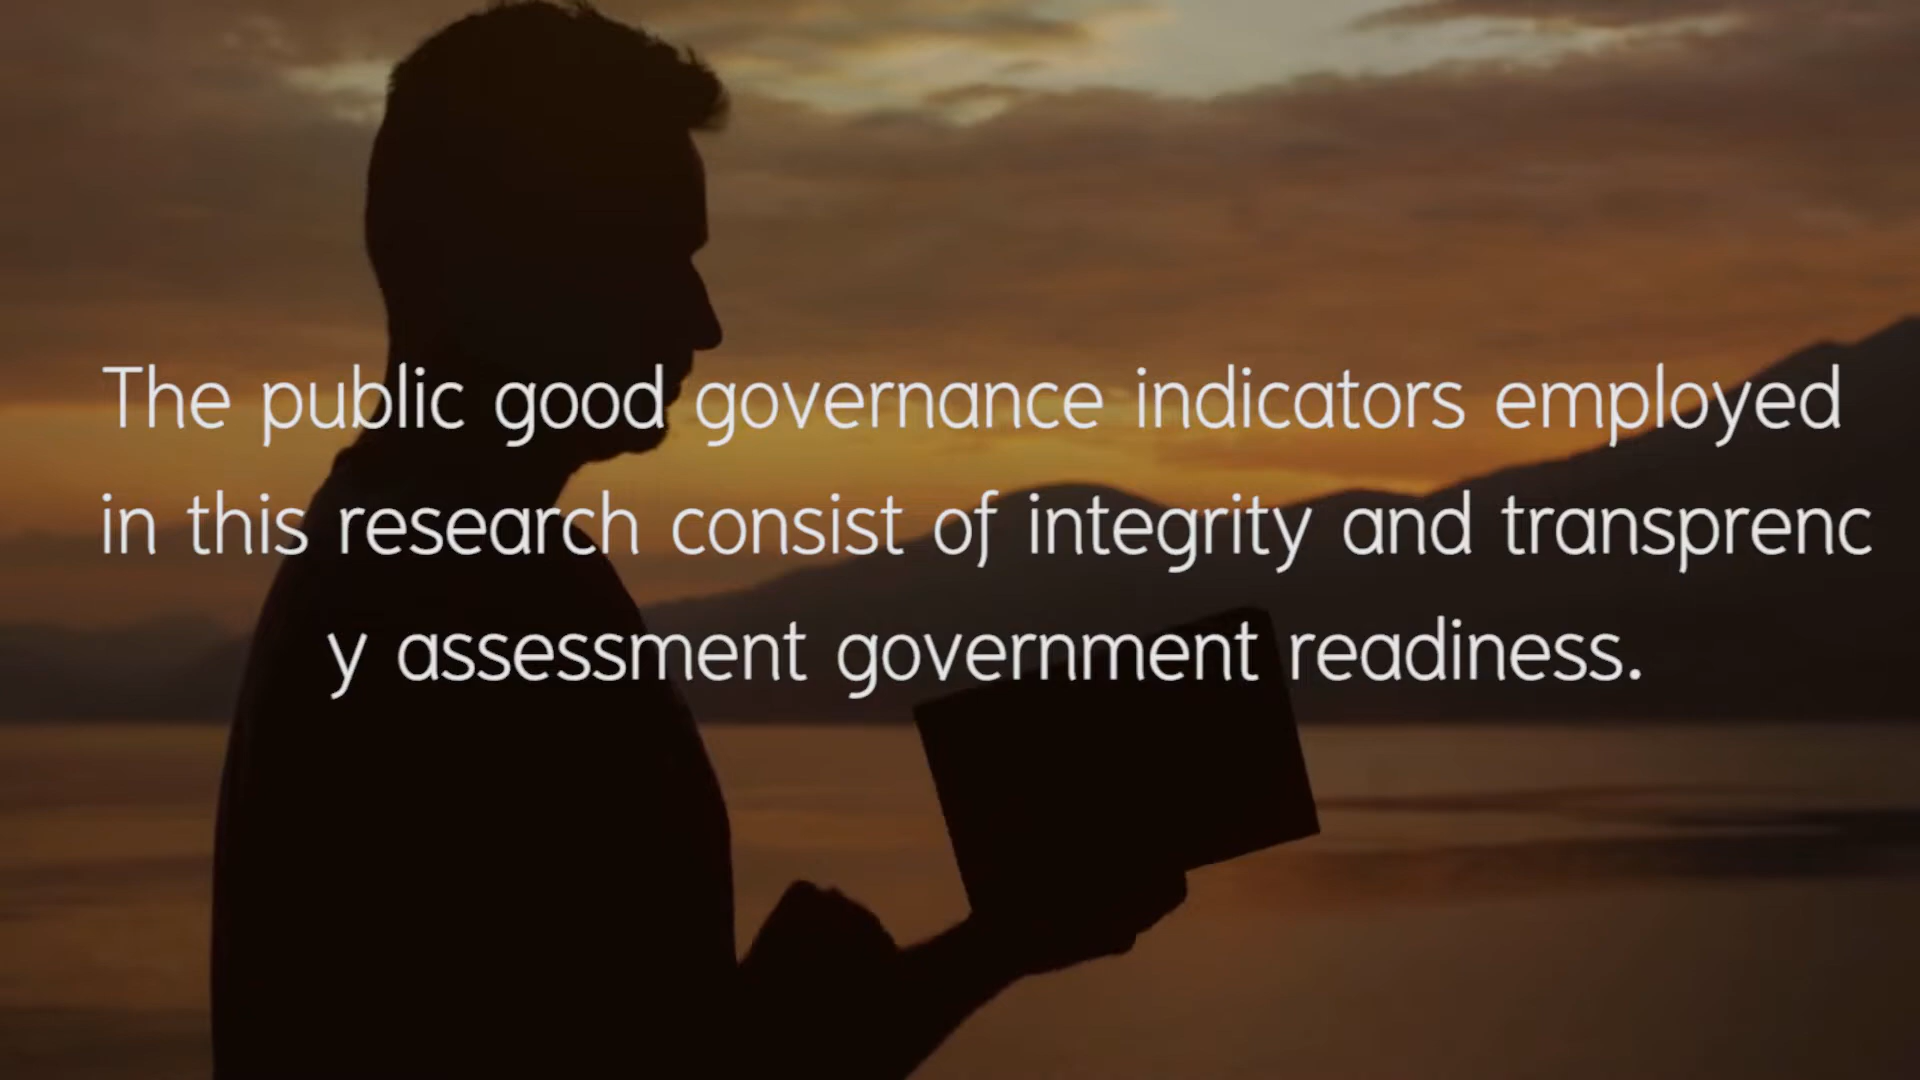 The public good governance indicators employed
in this research consist of integrity and transprenc
y assessment government readiness.